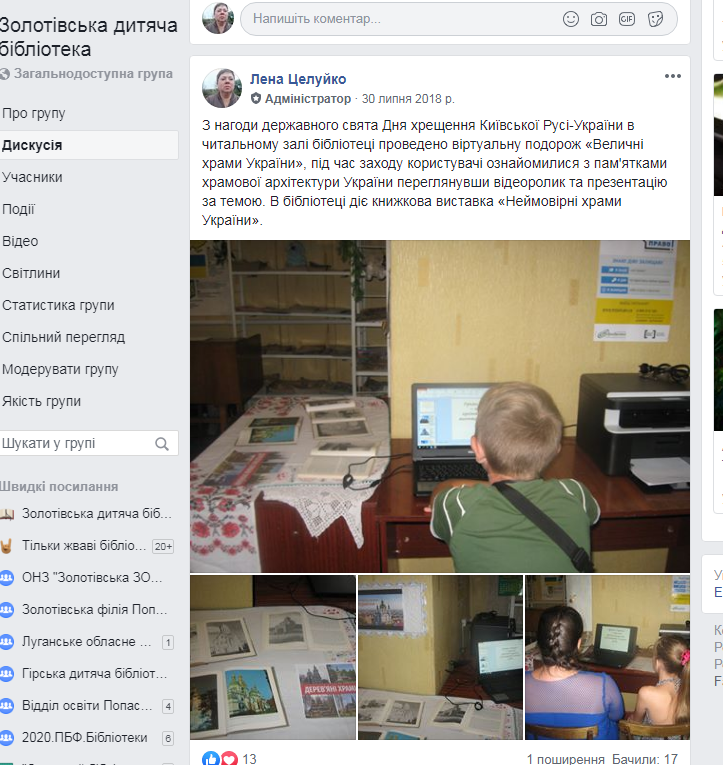 Золотівська дитяча
бібліотека
Загальнодоступна група
Про групу
Дискусія
Учасники
Події
Відео
Світлини
Статистика групи
Спільний перегляд
Модерувати групу
Якість групи
Шукати у групі
Швидкі посилання
Золотівська дитяча біб...
Тільки жваві бібліо... 20+
ОНЗ "Золотівська ЗО...
Золотівська філія Поп...
Луганське обласне ... 1
Гірська дитяча бібліот...
Відділ освіти Попас... 4
2020.ПБФ.Бібліотеки 6
Напишіть коментар...
GIF
Лена Целуйко
Адміністратор · 30 липня 2018 р.
З нагоди державного свята Дня хрещення Київської Русі-України в
читальному залі бібліотеці проведено віртуальну подорож «Величні
храми України», під час заходу користувачі ознайомилися з пам'ятками
храмової архітектури України переглянувши відеоролик та презентацію
за темою. В бібліотеці діє книжкова виставка «Неймовірні храми
України».
ПРАВО!
ДЕРЕВ'ЯНІ ХРАМИ
13
1 поширення Бачили: 17